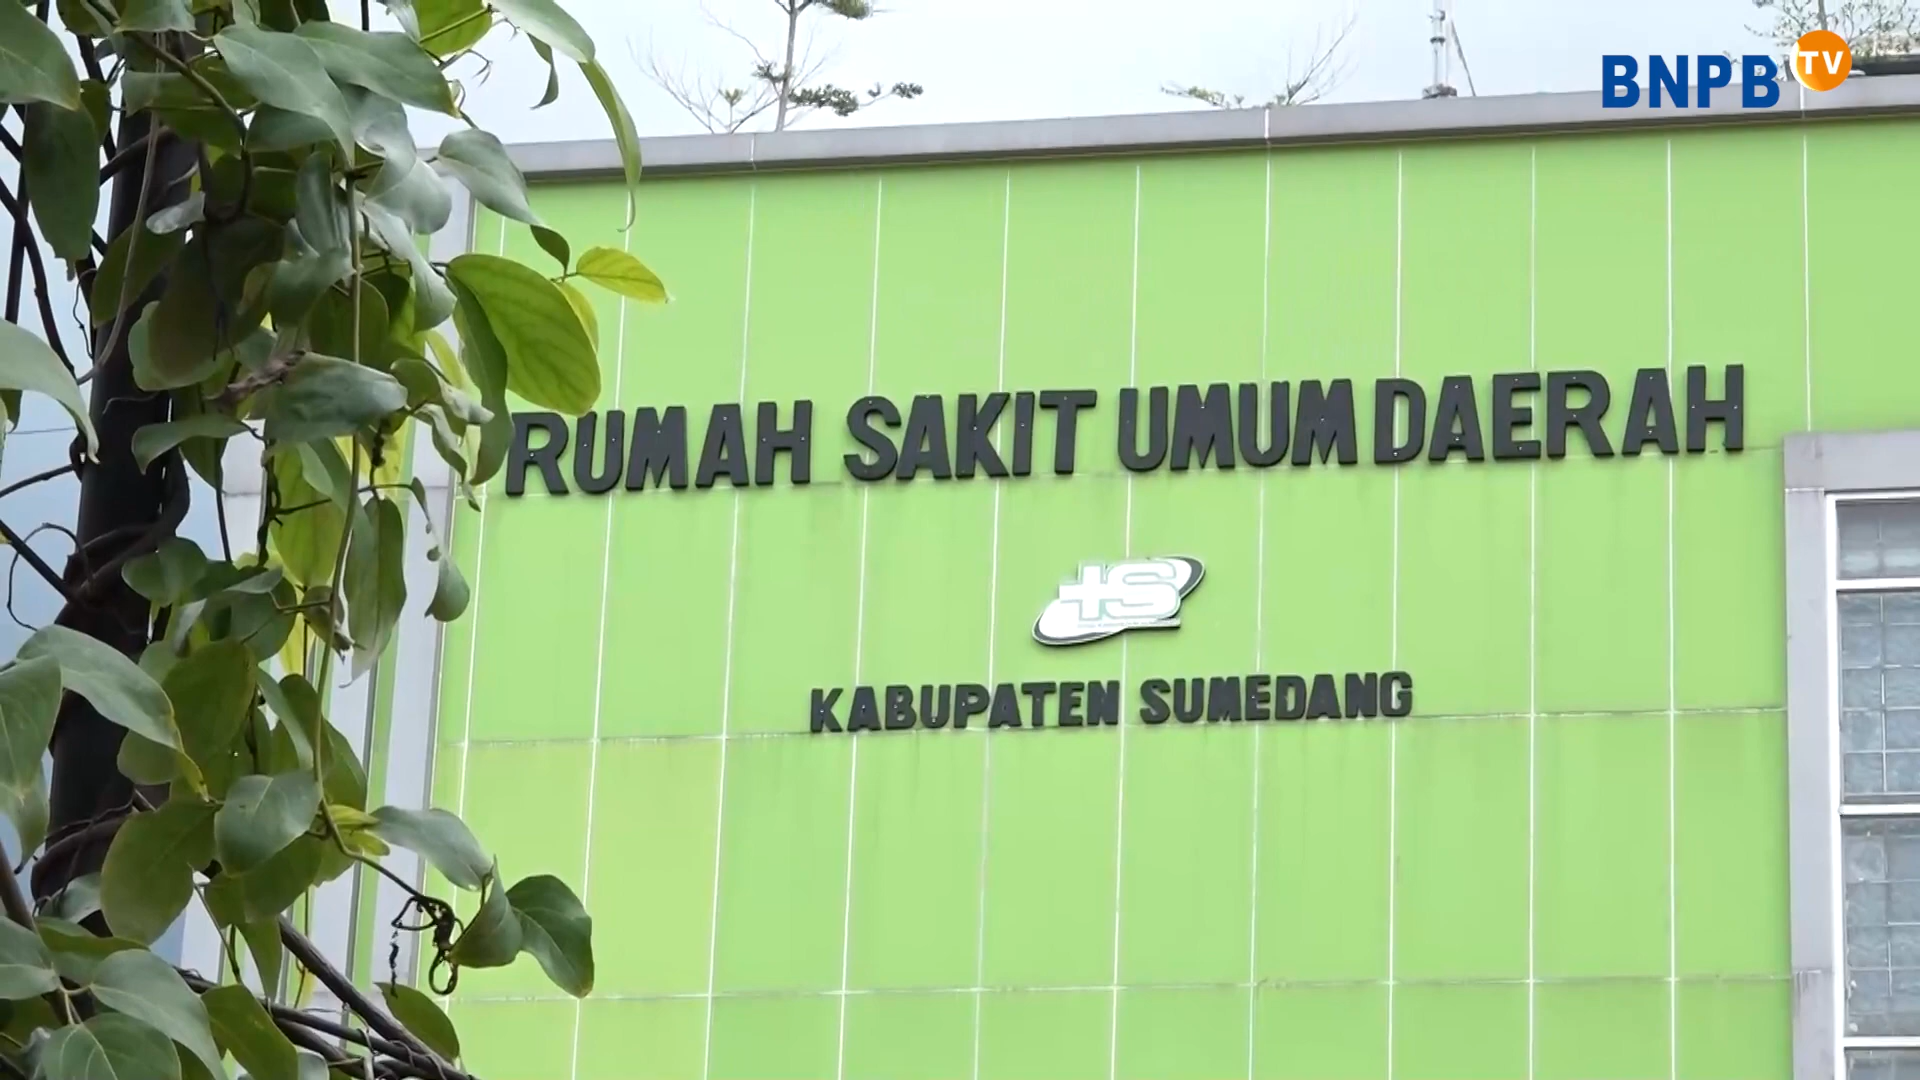 BNPB TV
RUMAH SAKIT UMUM DAERAH
+S
KABUPATEN SUMEDANG